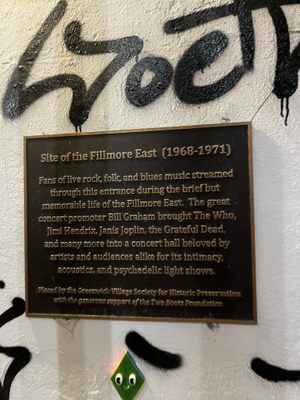 Site of the Fillmore East (1968-1971)
Fans of live rock, folk, and blues music streamed
through this entrance during the brief but
memorable life of the Fillmore East. The great
concert promoter Bill Graham brought The Who,
Jimi Hendrix, Janis Joplin, the Grateful Dead,
and many more into a concert hall beloved by
artists and audiences alike for its intimacy,
acoustics, and psychedelic light shows.
Placed by the Greenwich Village Society for Historic Preservation
with the generous support of the Two Boots Foundation